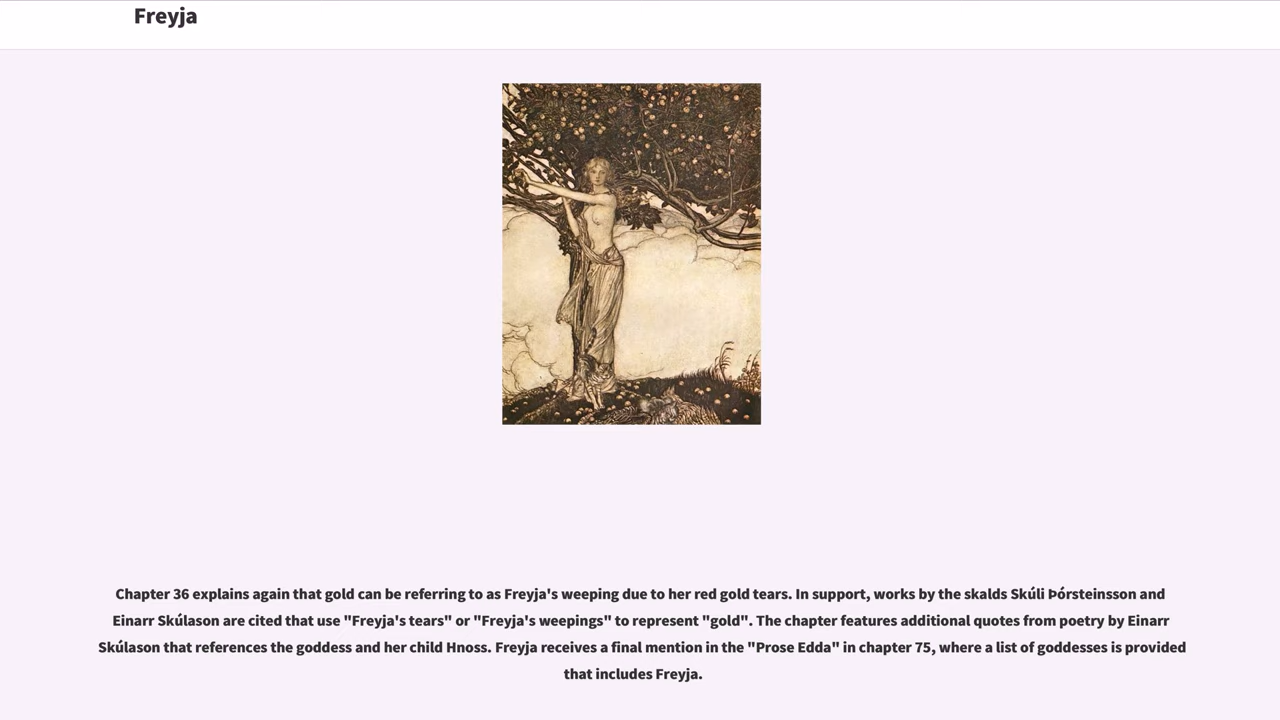 Freyja
Chapter 36 explains again that gold can be referring to as Freyja's weeping due to her red gold tears. In support, works by the skalds Skúli Þórsteinsson and
Einarr Skúlason are cited that use "Freyja's tears" or "Freyja's weepings" to represent "gold". The chapter features additional quotes from poetry by Einarr
Skúlason that references the goddess and her child Hnoss. Freyja receives a final mention in the "Prose Edda" in chapter 75, where a list of goddesses is provided
that includes Freyja.